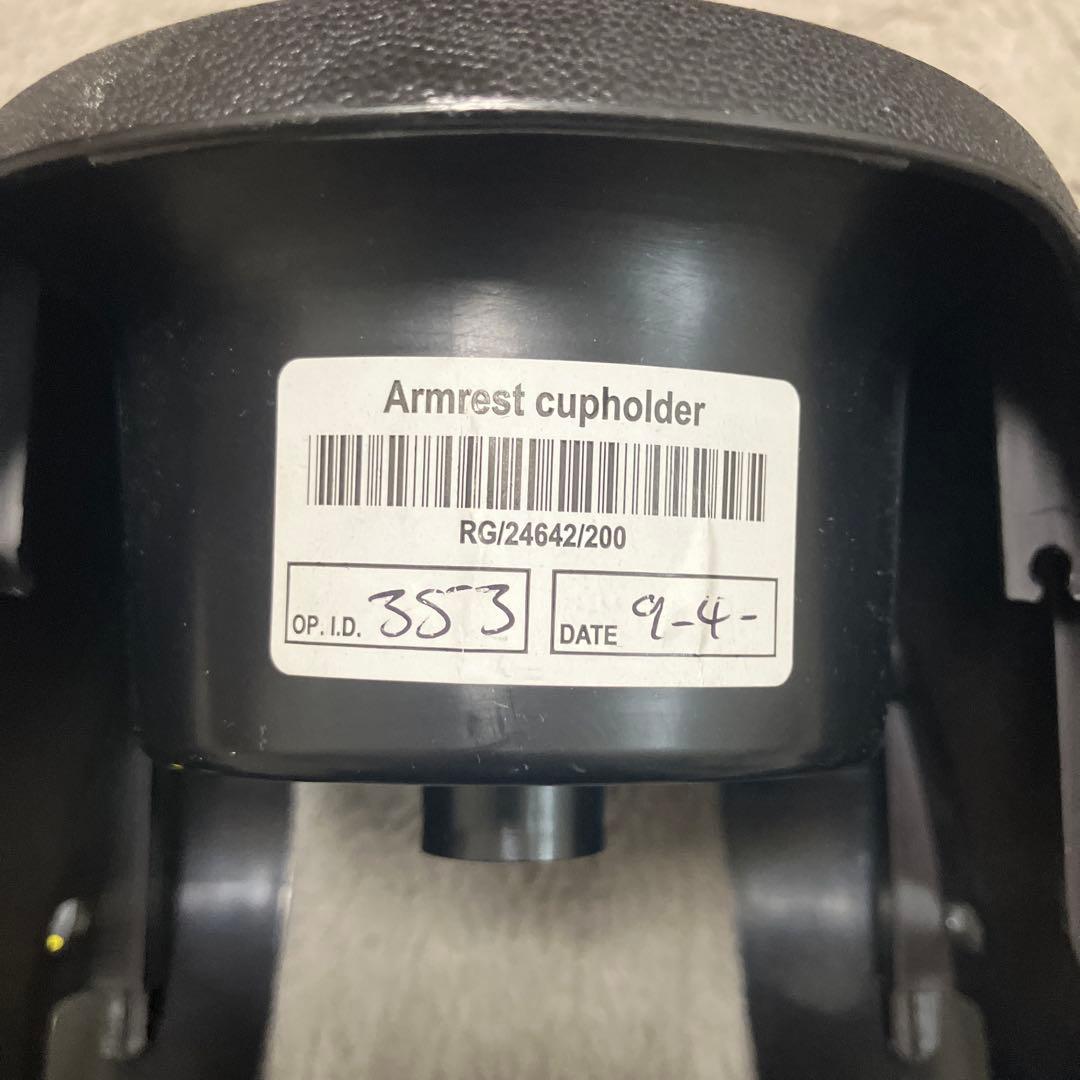 Armrest cupholder
RG/24642/200
OP. I.D. 353
DATE 9-4-